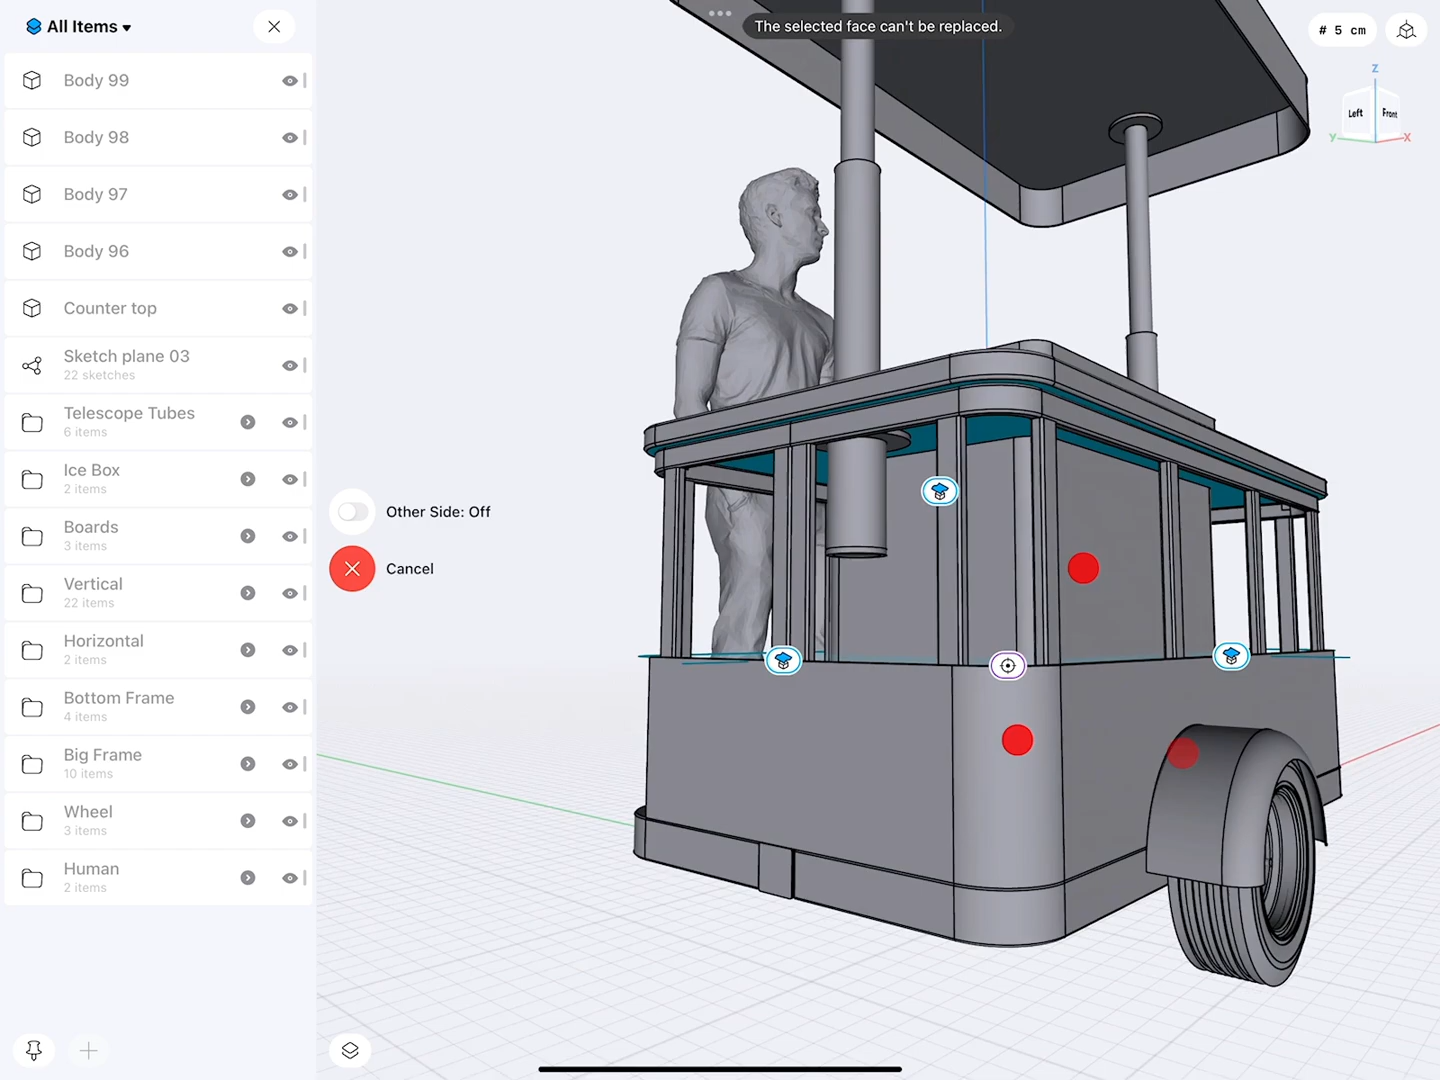 All Items
The selected face can't be replaced.
# 5 cm
Z
Left
Front
Y
X
Body 99
Body 98
Body 97
Body 96
Counter top
Sketch plane 03
22 sketches
Telescope Tubes
6 items
Ice Box
2 items
Boards
3 items
Vertical
22 items
Horizontal
2 items
Bottom Frame
4 items
Big Frame
10 items
Wheel
3 items
Human
2 items
Other Side: Off
Cancel